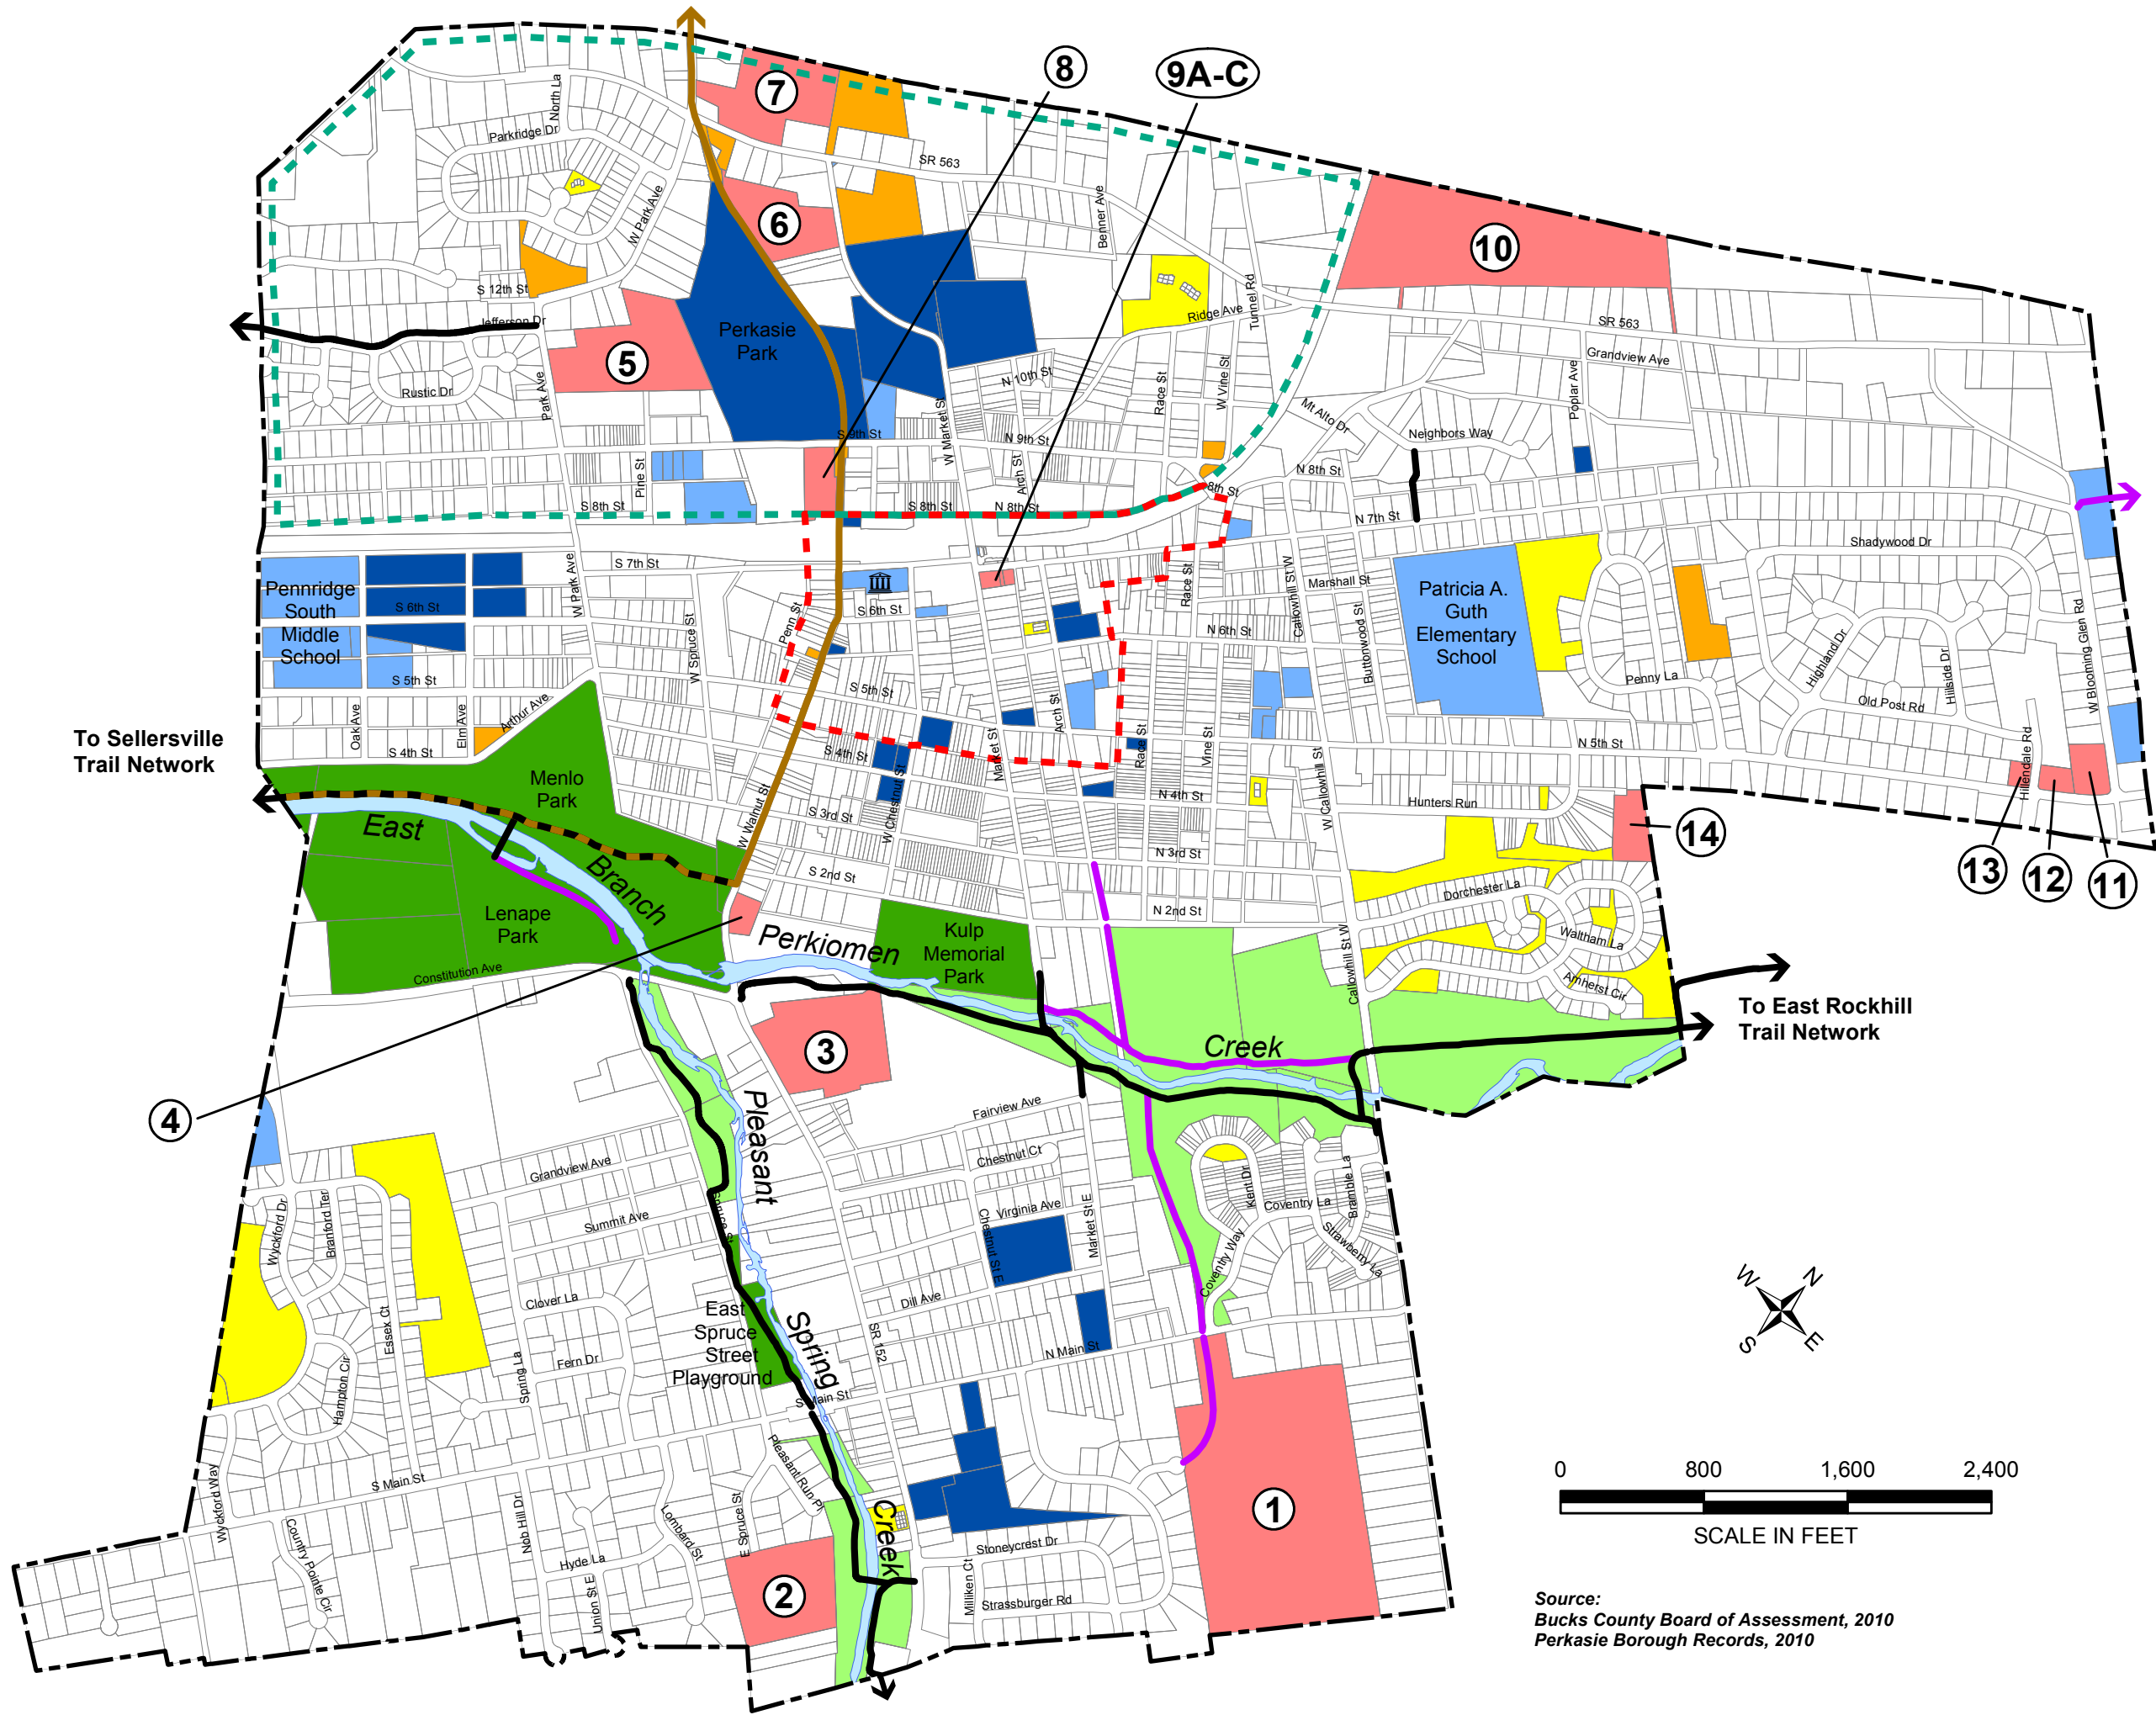 8
9A-C
7
North La
Parkridge Dr
SR 563
W Park Ave
6
Benner Ave
10
S 12th St
Jefferson Dr
Perkasie
Park
Ridge Ave
Tunnel Rd
SR 563
5
Grandview Ave
Rustic Dr
Park Ave
N 10th St
Race St
W Vine St
Poplar Ave
Mt Alto Dr
W Market St
S 9th St
N 9th St
Neighbors Way
Pine St
Arch St
N 8th St
8th St
S 8th St
S 8th St
N 8th St
N 7th St
Shadywood Dr
S 7th St
Pennridge
South
Middle
School
S 6th St
W Park Ave
S 6th St
Race St
Callowhill St W
Marshall St
Patricia A.
Guth
Elementary
School
Penn St
N 6th St
Buttonwood St
W Spruce St
Highland Dr
Hillside Dr
W Blooming Glen Rd
S 5th St
S 5th St
Penny La
Old Post Rd
Oak Ave
Elm Ave
Arthur Ave
Arch St
To Sellersville
Trail Network
S 4th St
S 4th St
Market St
Race St
Vine St
N 5th St
Hillendale Rd
Menlo
Park
W Walnut St
W Chestnut St
N 4th St
W Callowhill St
Hunters Run
S 3rd St
East
Branch
14
N 3rd St
13
12
11
S 2nd St
Dorchester La
Lenape
Park
N 2nd St
Waltham La
Kulp
Memorial
Park
Perkiomen
Constitution Ave
Callowhill St W
Amherst Cir
To East Rockhill
Trail Network
3
Creek
4
Pleasant
Fairview Ave
Chestnut Ct
Grandview Ave
Kent Dr
Bramble La
Coventry La
Wyckford Dr
Branford Ter
Spruce St
Virginia Ave
Summit Ave
Chestnut St E
Market St E
Strawberry La
Coventry Way
W
N
S
E
Clover La
Dill Ave
East
Spruce
Street
Playground
Essex Ct
Spring
SR 152
Fern Dr
Spring La
N Main St
Hampton Cir
S Main St
Pleasant Run Pl
S Main St
0
800
1,600
2,400
SCALE IN FEET
Wyckford Way
Country Pointe Cir
Nob Hill Dr
Lombard St
E Spruce St
Creek
1
Hyde La
Stoneycrest Dr
2
Union St E
Milliken Ct
Strassburger Rd
Source:
Bucks County Board of Assessment, 2010
Perkasie Borough Records, 2010